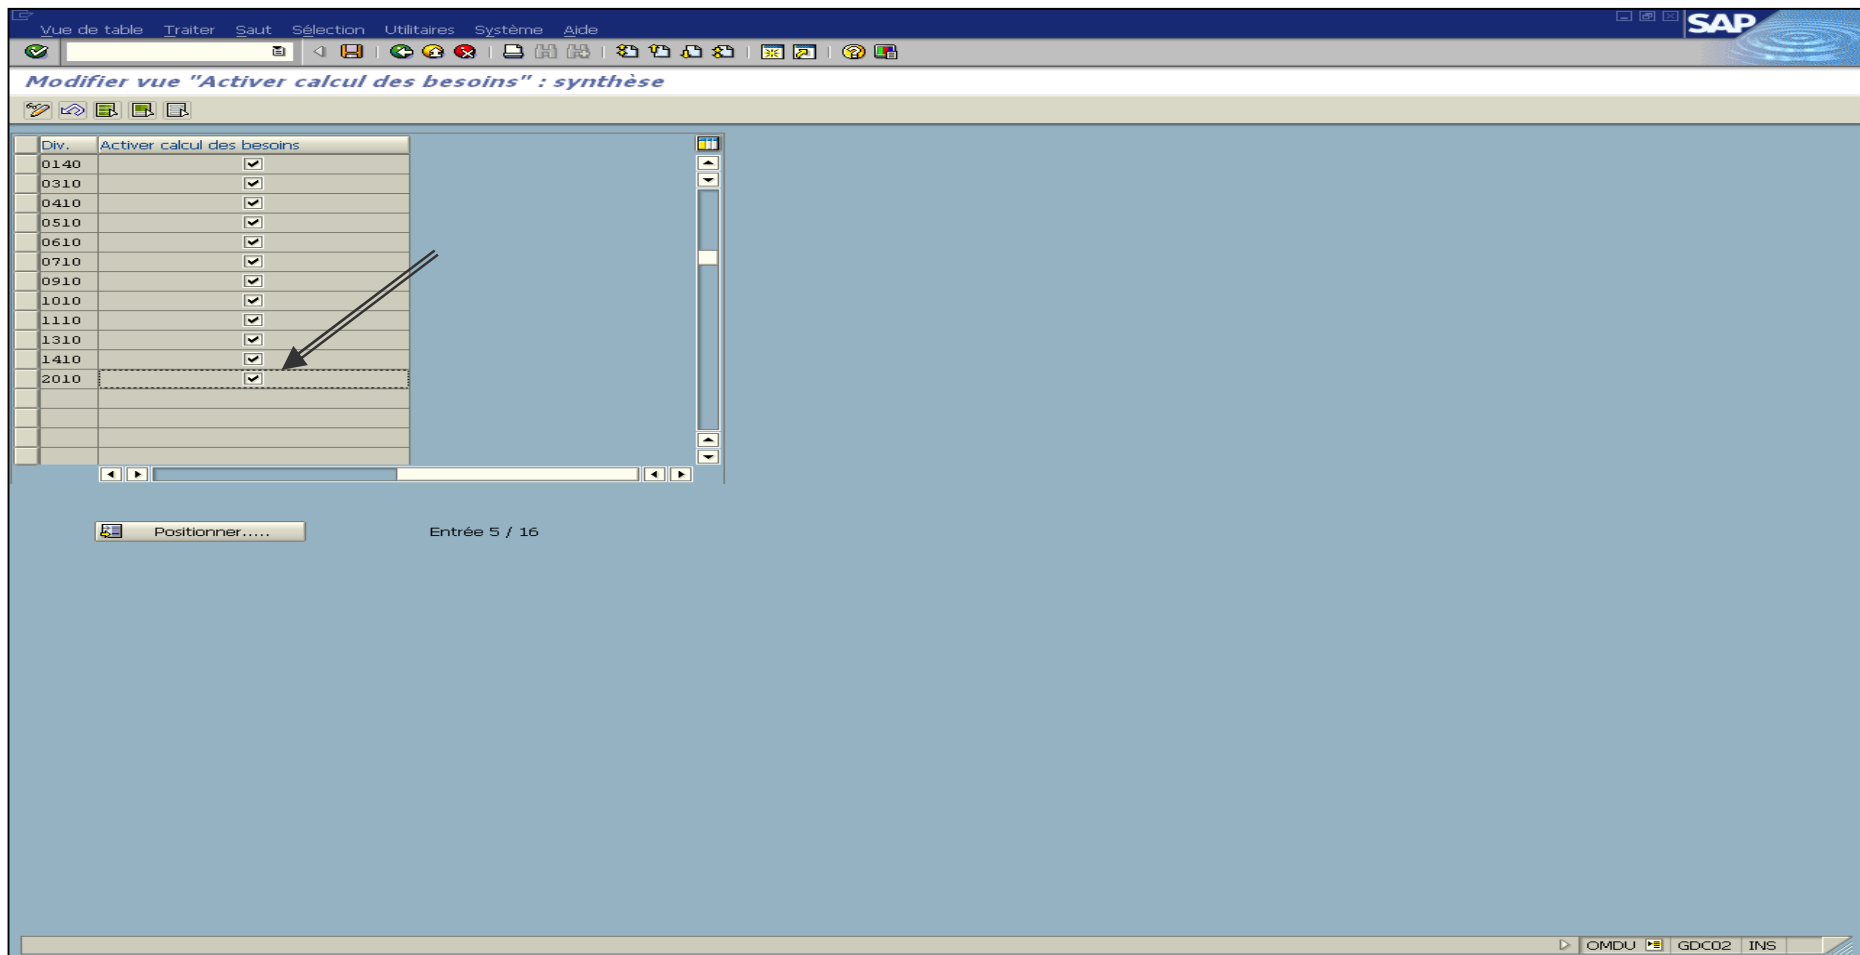 Vue de table Traiter Saut Sélection Utilitaires Système Aide
SAP
Modifier vue "Activer calcul des besoins" : synthèse
Div. Activer calcul des besoins
0140
0310
0410
0510
0610
0710
0910
1010
1110
1310
1410
2010
Positionner..... Entrée 5 / 16
OMDU GDC02 INS